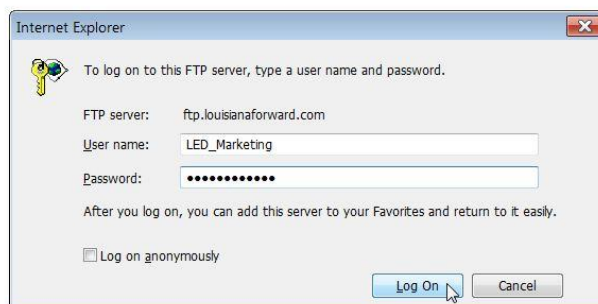 Internet Explorer
To log on to this FTP server, type a user name and password.
FTP server: ftp.louisianaforward.com
User name: LED_Marketing
Password: ••••••••••••
After you log on, you can add this server to your Favorites and return to it easily.
Log on anonymously
Log On Cancel